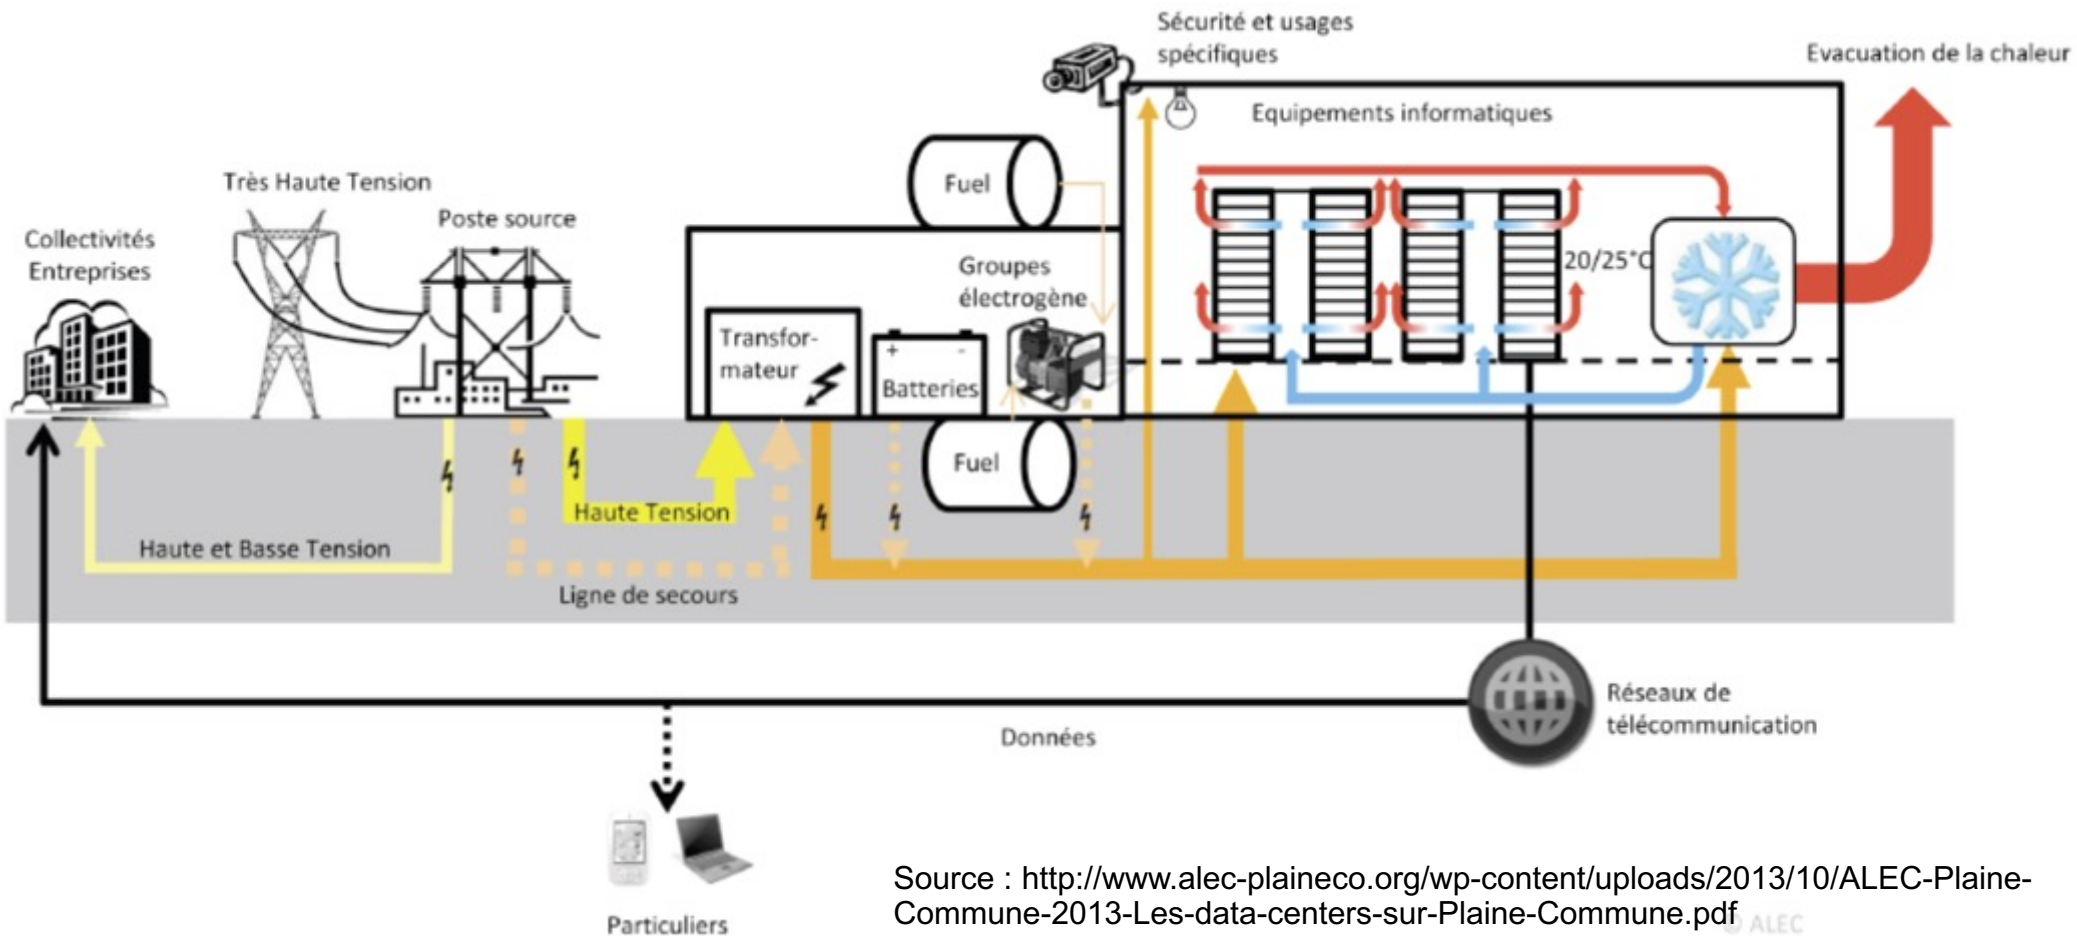 Sécurité et usages
spécifiques
Evacuation de la chaleur
Equipements informatiques
Très Haute Tension
Fuel
Poste source
Collectivités
Entreprises
20/25°C
Groupes
électrogène
Transfor-
mateur
+ -
Batteries
Fuel
Haute Tension
Haute et Basse Tension
Ligne de secours
Réseaux de
télécommunication
Données
Particuliers
Source : http://www.alec-plaineco.org/wp-content/uploads/2013/10/ALEC-Plaine-
Commune-2013-Les-data-centers-sur-Plaine-Commune.pdf
© ALEC